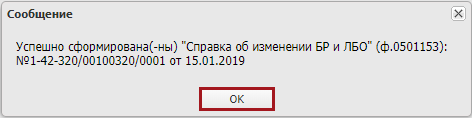 Сообщение
Успешно сформирована(-ны) "Справка об изменении БР и ЛБО" (ф.0501153):
№1-42-320/00100320/0001 от 15.01.2019
OK